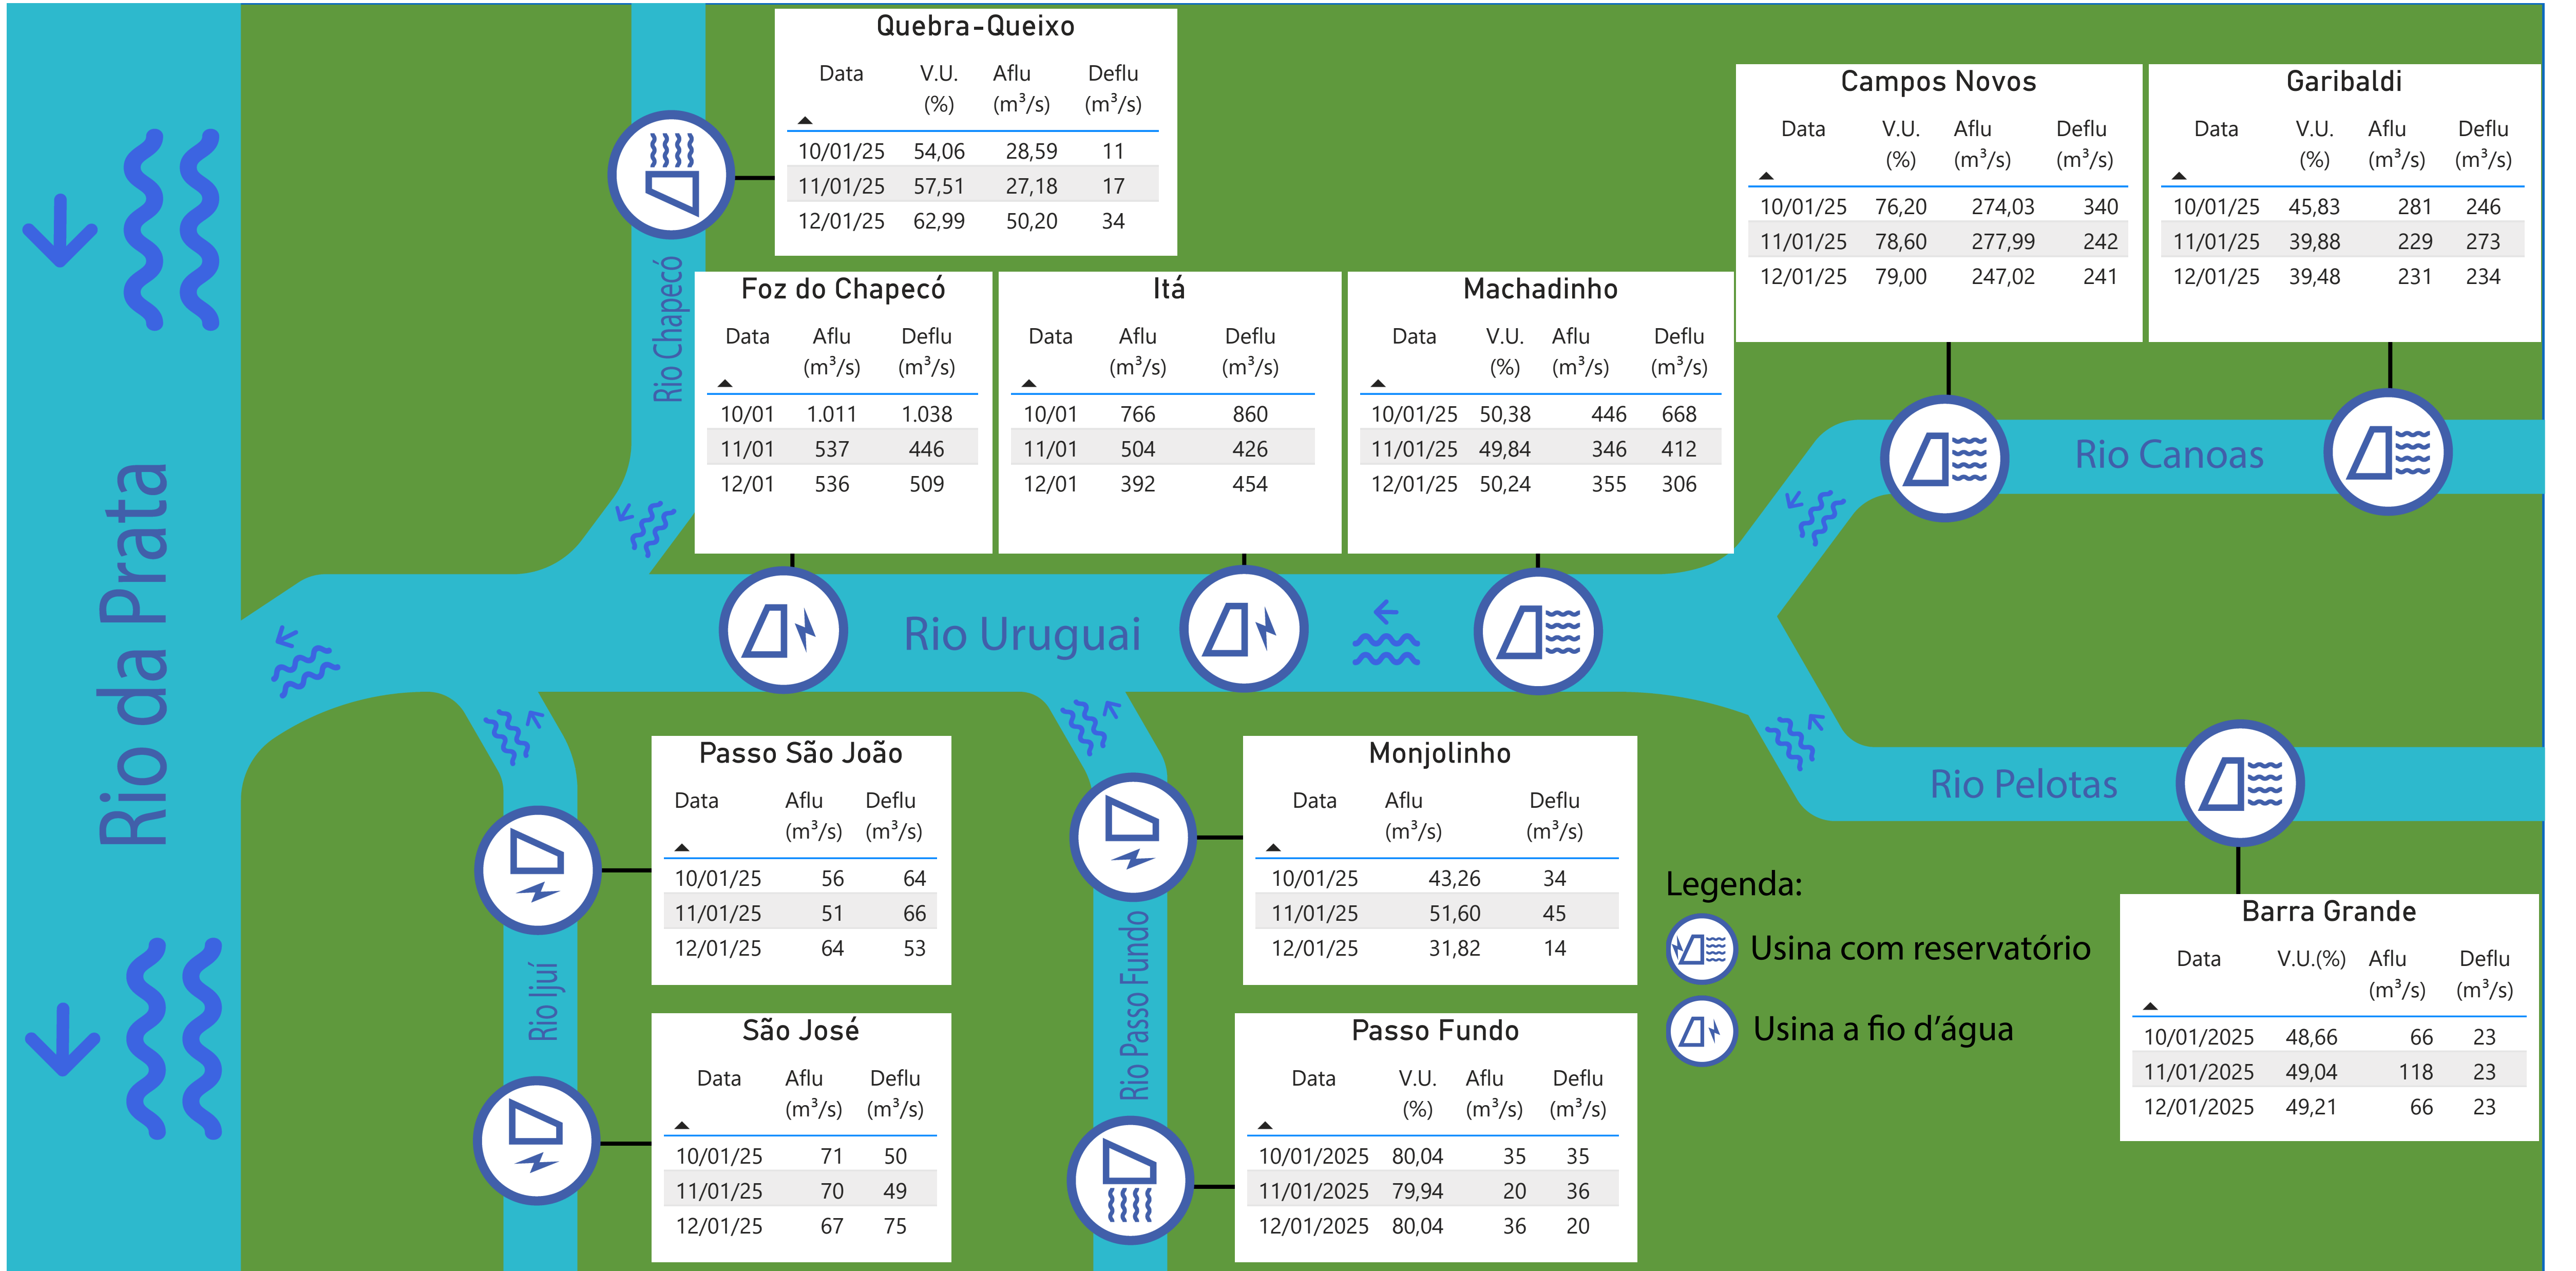 Rio da Prata
Quebra-Queixo
Data V.U. (%) Aflu (m³/s) Deflu (m³/s)
10/01/25 54,06 28,59 11
11/01/25 57,51 27,18 17
12/01/25 62,99 50,20 34
Rio Chapecó
Campos Novos
Data V.U. (%) Aflu (m³/s) Deflu (m³/s)
10/01/25 76,20 274,03 340
11/01/25 78,60 277,99 242
12/01/25 79,00 247,02 241
Garibaldi
Data V.U. (%) Aflu (m³/s) Deflu (m³/s)
10/01/25 45,83 281 246
11/01/25 39,88 229 273
12/01/25 39,48 231 234
Foz do Chapecó
Data Aflu (m³/s) Deflu (m³/s)
10/01 1.011 1.038
11/01 537 446
12/01 536 509
Itá
Data Aflu (m³/s) Deflu (m³/s)
10/01 766 860
11/01 504 426
12/01 392 454
Machadinho
Data V.U. (%) Aflu (m³/s) Deflu (m³/s)
10/01/25 50,38 446 668
11/01/25 49,84 346 412
12/01/25 50,24 355 306
Rio Canoas
Rio Uruguai
Rio Pelotas
Passo São João
Data Aflu (m³/s) Deflu (m³/s)
10/01/25 56 64
11/01/25 51 66
12/01/25 64 53
Rio Ijuí
São José
Data Aflu (m³/s) Deflu (m³/s)
10/01/25 71 50
11/01/25 70 49
12/01/25 67 75
Monjolinho
Data Aflu (m³/s) Deflu (m³/s)
10/01/25 43,26 34
11/01/25 51,60 45
12/01/25 31,82 14
Rio Passo Fundo
Passo Fundo
Data V.U. (%) Aflu (m³/s) Deflu (m³/s)
10/01/2025 80,04 35 35
11/01/2025 79,94 20 36
12/01/2025 80,04 36 20
Legenda:
Usina com reservatório
Usina a fio d’água
Barra Grande
Data V.U.(%) Aflu (m³/s) Deflu (m³/s)
10/01/2025 48,66 66 23
11/01/2025 49,04 118 23
12/01/2025 49,21 66 23